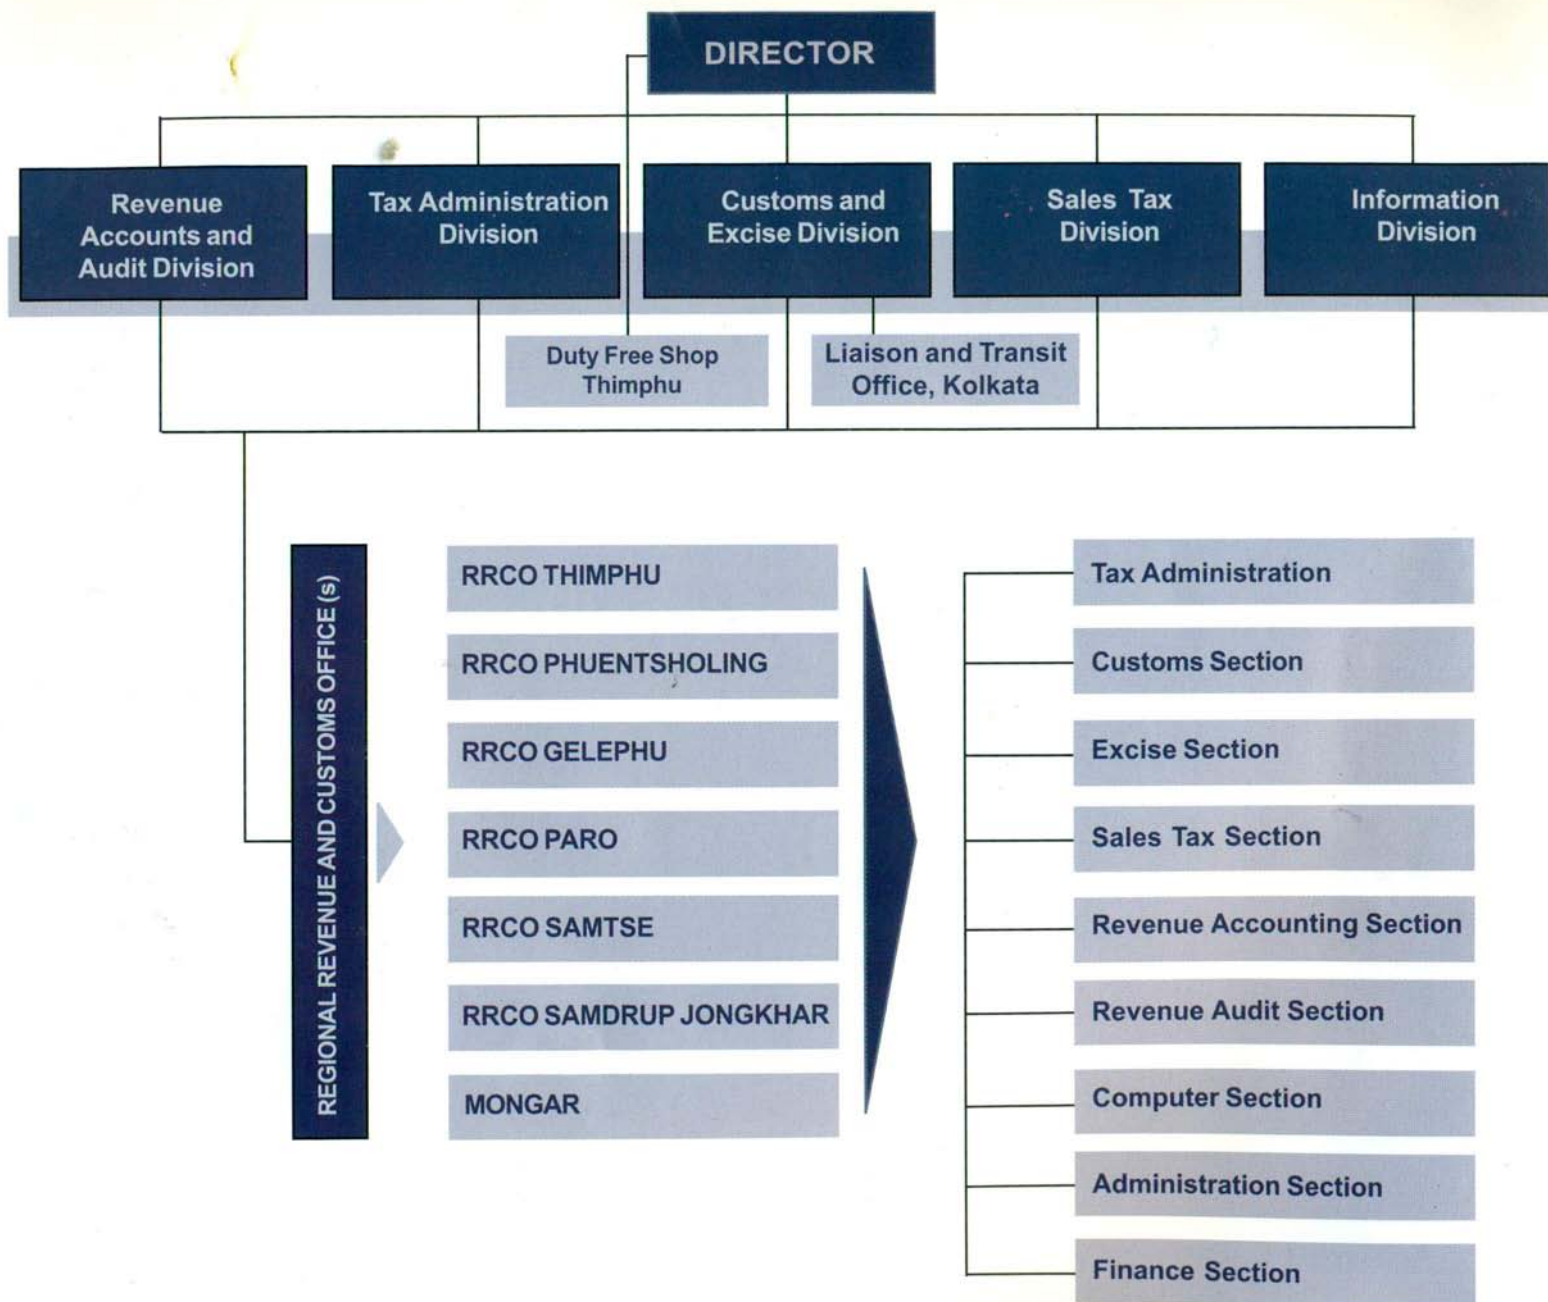 DIRECTOR
Revenue
Accounts and
Audit Division
Tax Administration
Division
Customs and
Excise Division
Sales Tax
Division
Information
Division
Duty Free Shop
Thimphu
Liaison and Transit
Office, Kolkata
REGIONAL REVENUE AND CUSTOMS OFFICE (s)
RRCO THIMPHU
RRCO PHUENTSHOLING
RRCO GELEPHU
RRCO PARO
RRCO SAMTSE
RRCO SAMDRUP JONGKHAR
MONGAR
Tax Administration
Customs Section
Excise Section
Sales Tax Section
Revenue Accounting Section
Revenue Audit Section
Computer Section
Administration Section
Finance Section